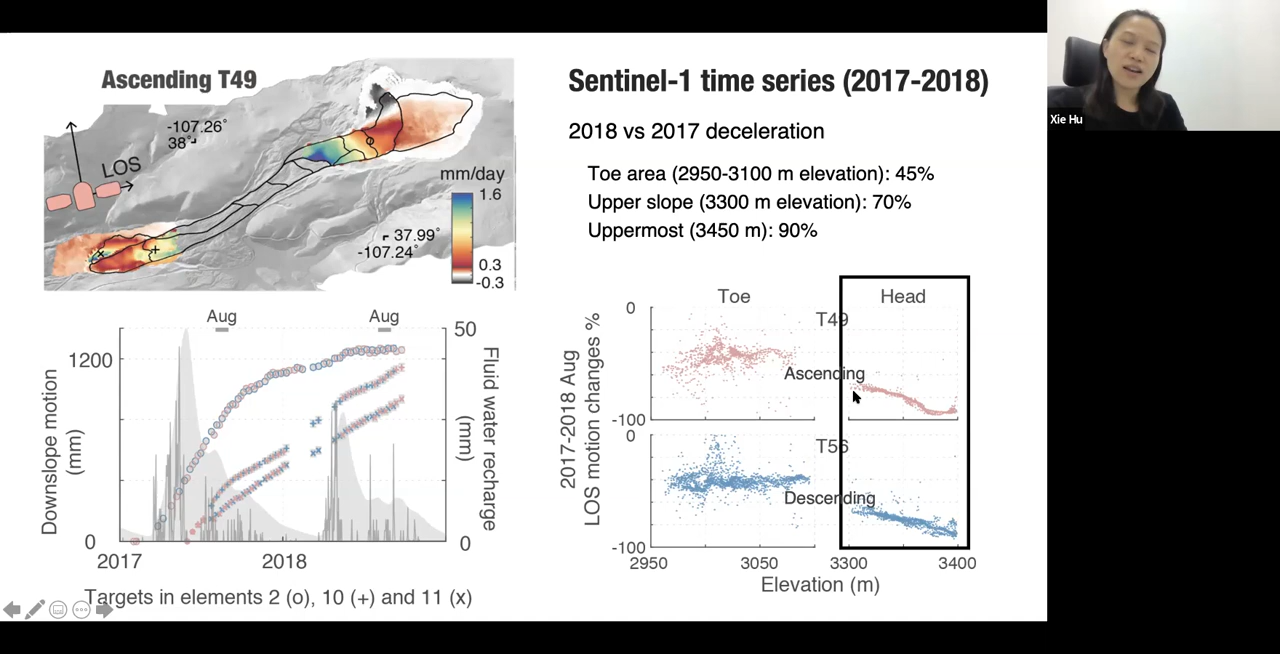 Ascending T49
-107.26°
38°
LOS
mm/day
1.6
0.3
-0.3
37.99°
-107.24°
Aug
Aug
50
1200
0
0
Downslope motion
(mm)
Fluid water recharge
(mm)
2017
2018
Targets in elements 2 (o), 10 (+) and 11 (x)
Sentinel-1 time series (2017-2018)
2018 vs 2017 deceleration
Toe area (2950-3100 m elevation): 45%
Upper slope (3300 m elevation): 70%
Uppermost (3450 m): 90%
Toe
Head
0
T49
Ascending
-100
0
T56
Descending
-100
2017-2018 Aug
LOS motion changes %
2950
3050
3300
3400
Elevation (m)
Xie Hu